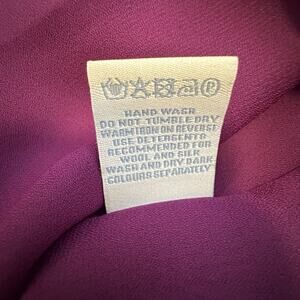 HAND WASH
DO NOT TUMBLE DRY
WARM IRON ON REVERSE
USE DETERGENTS
RECOMMENDED FOR
WOOL AND SILK
WASH AND DRY DARK
COLOURS SEPARATELY